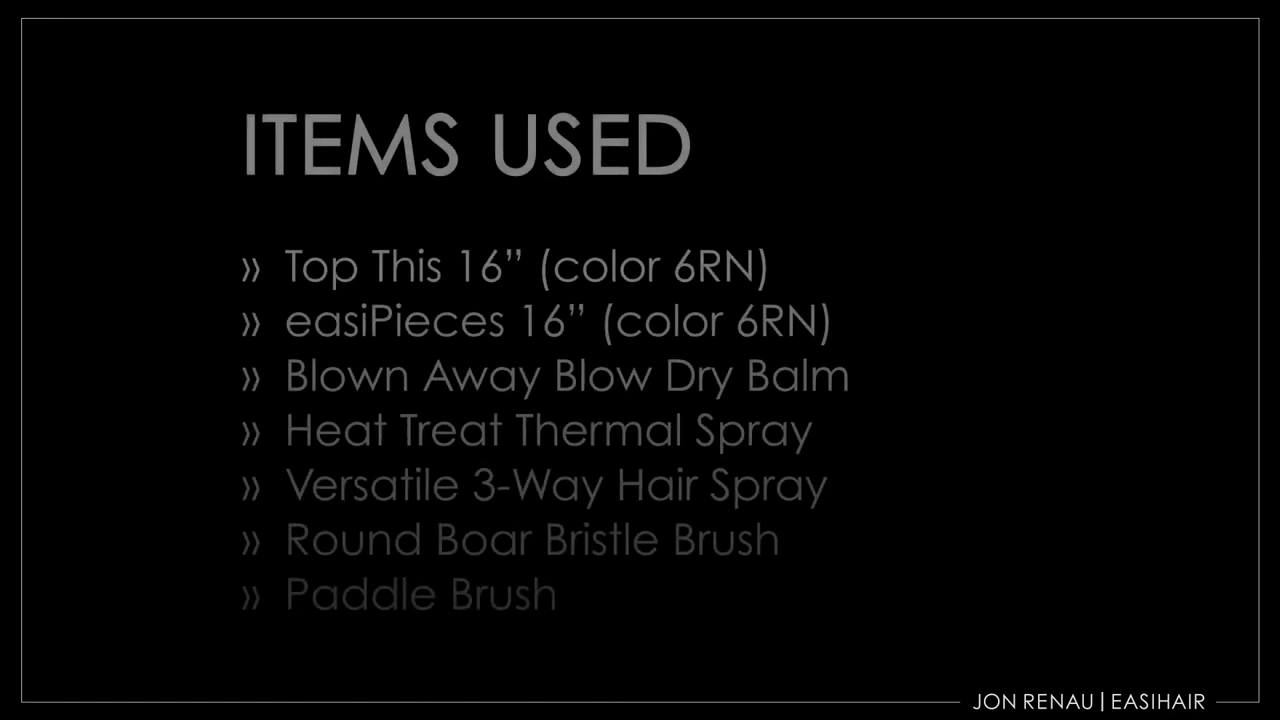 ITEMS USED
» Top This 16” (color 6RN)
» easiPieces 16” (color 6RN)
» Blown Away Blow Dry Balm
» Heat Treat Thermal Spray
» Versatile 3-Way Hair Spray
» Round Boar Bristle Brush
» Paddle Brush
JON RENAU | EASIHAIR